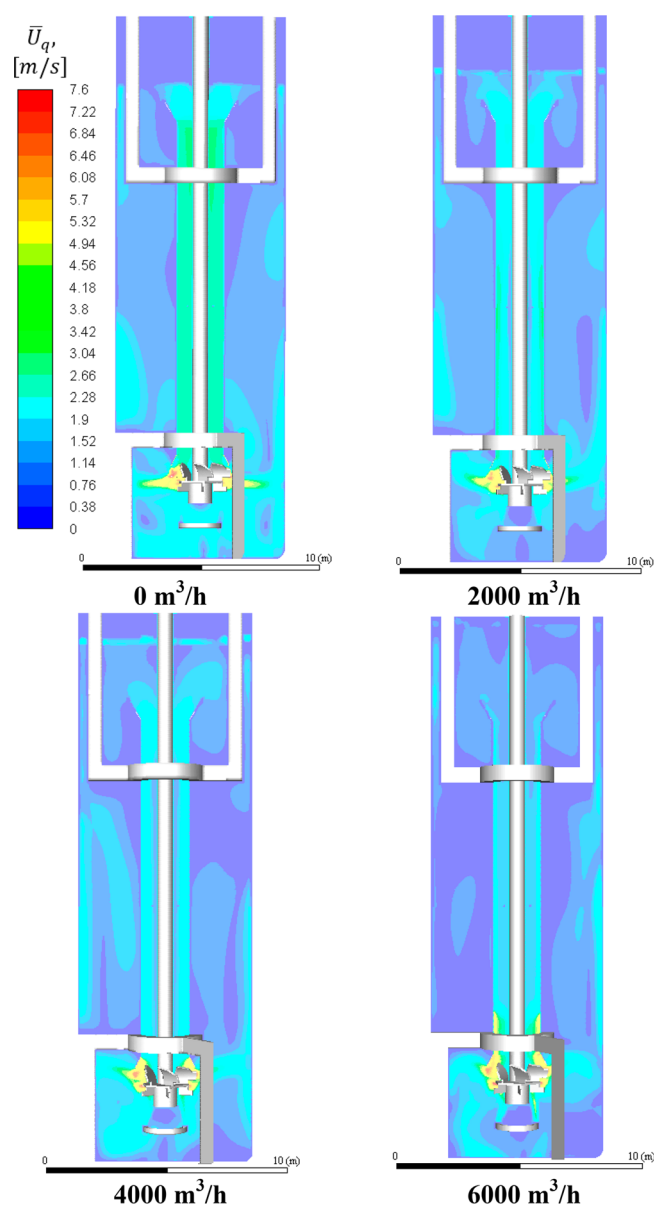 U̅q,
[m/s]
7.6
7.22
6.84
6.46
6.08
5.7
5.32
4.94
4.56
4.18
3.8
3.42
3.04
2.66
2.28
1.9
1.52
1.14
0.76
0.38
0
0 10 (m)
0 m³/h
0 10 (m)
2000 m³/h
0 10 (m)
4000 m³/h
0 10 (m)
6000 m³/h